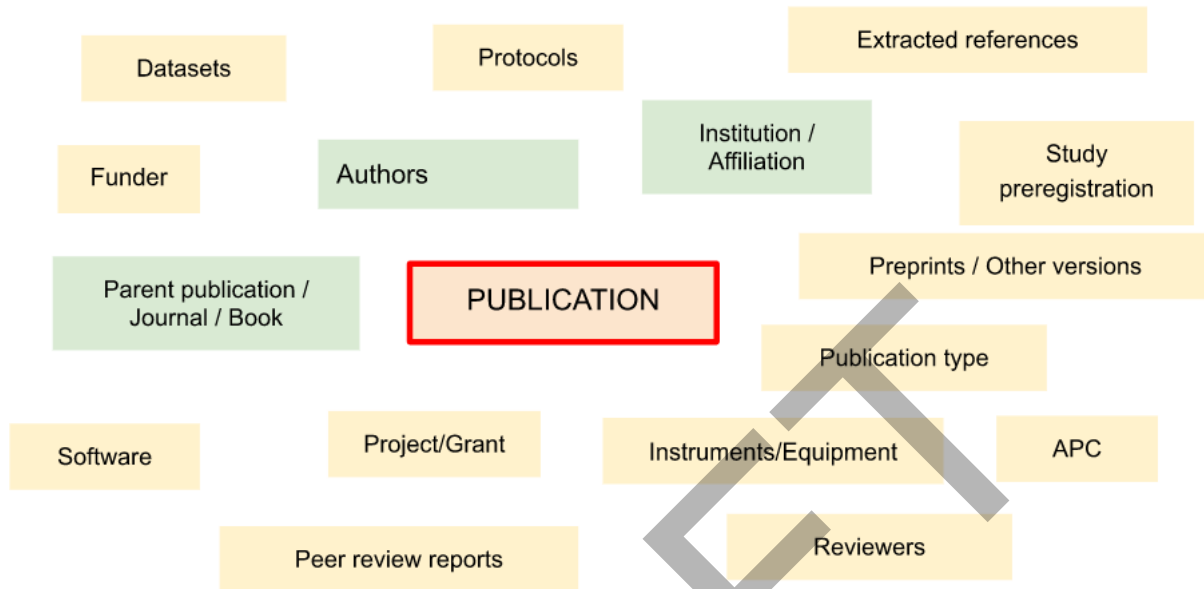 Extracted references
Protocols
Datasets
Institution /
Affiliation
Study
preregistration
Authors
Funder
Preprints / Other versions
Parent publication /
Journal / Book
PUBLICATION
Publication type
Project/Grant
Instruments/Equipment
APC
Software
Reviewers
Peer review reports